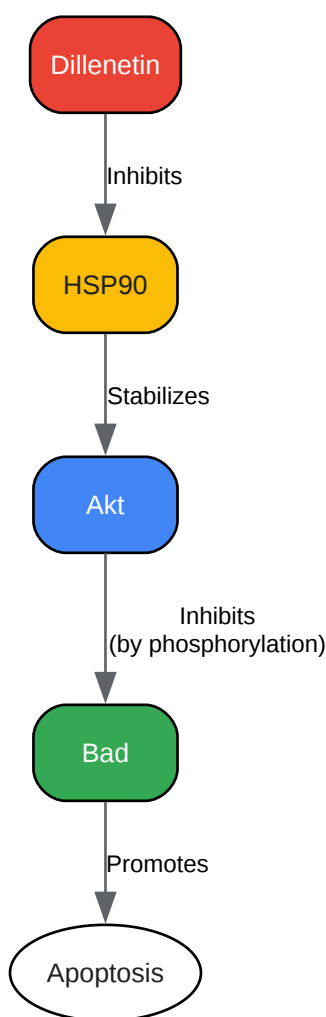 Dillenetin
Inhibits
HSP90
Stabilizes
Akt
Inhibits
(by phosphorylation)
Bad
Promotes
Apoptosis